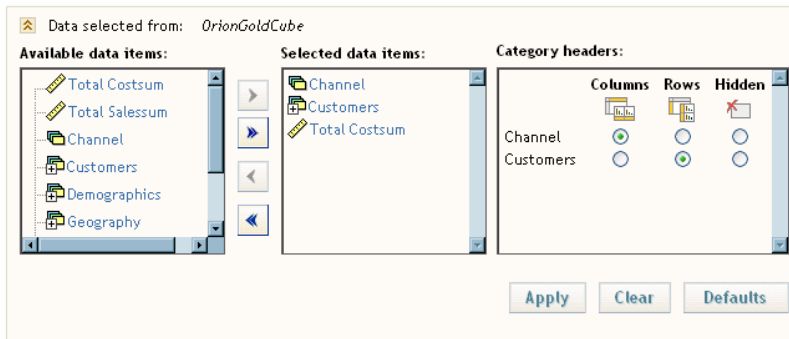 Data selected from: OrionGoldCube
Available data items:
Total Costsum
Total Salessum
Channel
Customers
Demographics
Geography
Selected data items:
Channel
Customers
Total Costsum
Category headers:
Columns Rows Hidden
Channel
Customers
Apply Clear Defaults